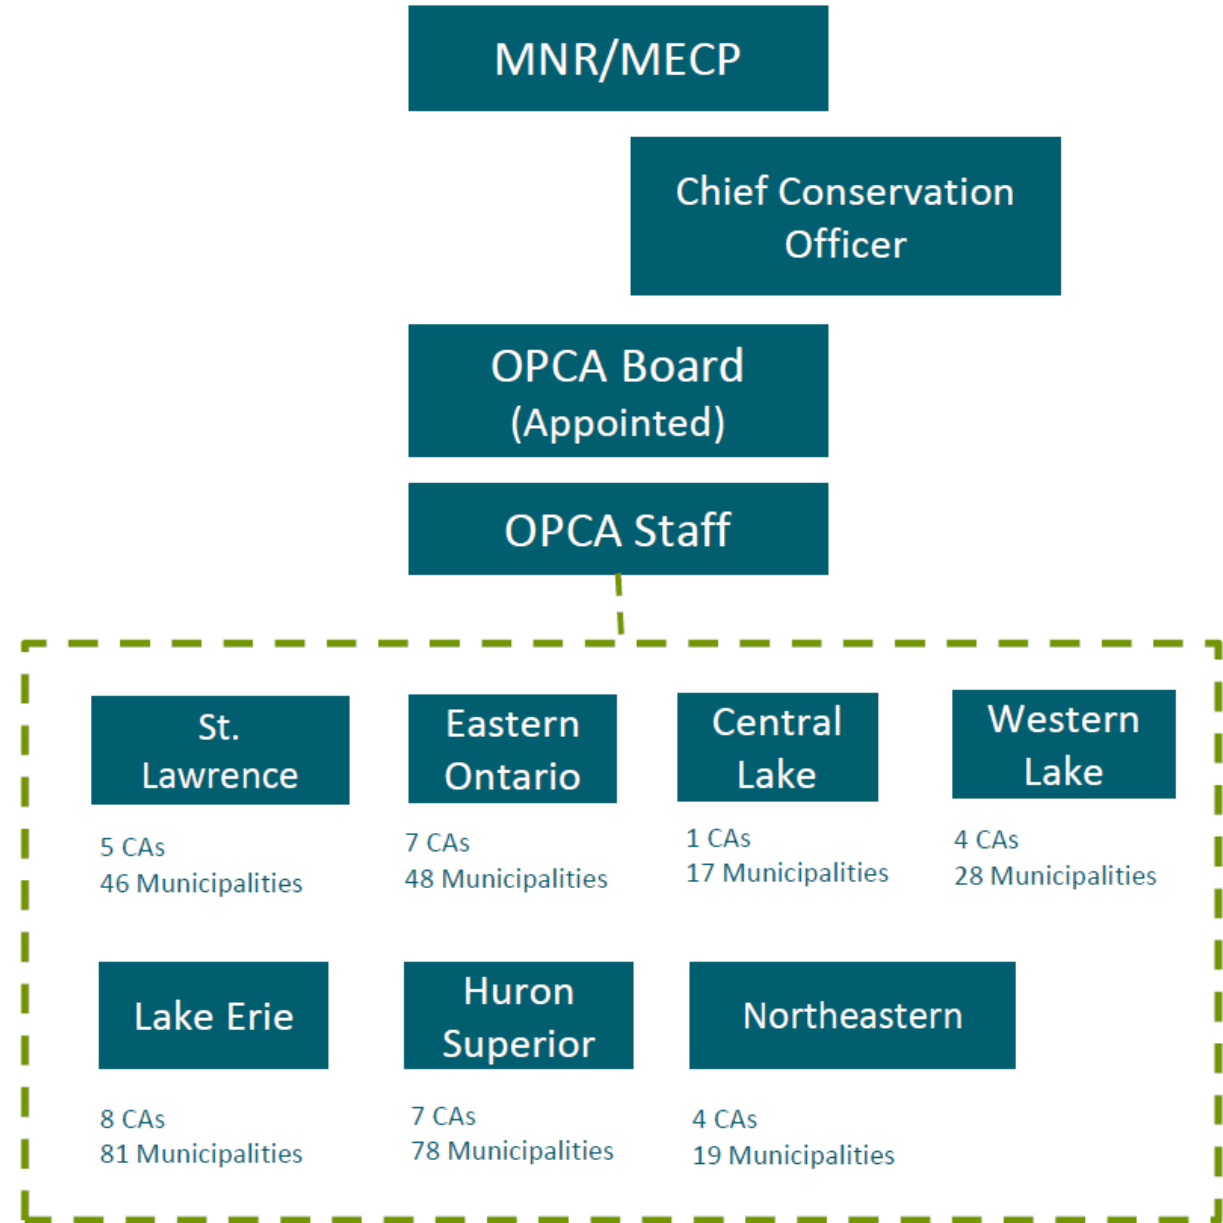 MNR/MECP
Chief Conservation
Officer
OPCA Board
(Appointed)
OPCA Staff
St.
Lawrence
5 CAs
46 Municipalities
Eastern
Ontario
7 CAs
48 Municipalities
Central
Lake
1 CAs
17 Municipalities
Western
Lake
4 CAs
28 Municipalities
Lake Erie
8 CAs
81 Municipalities
Huron
Superior
7 CAs
78 Municipalities
Northeastern
4 CAs
19 Municipalities